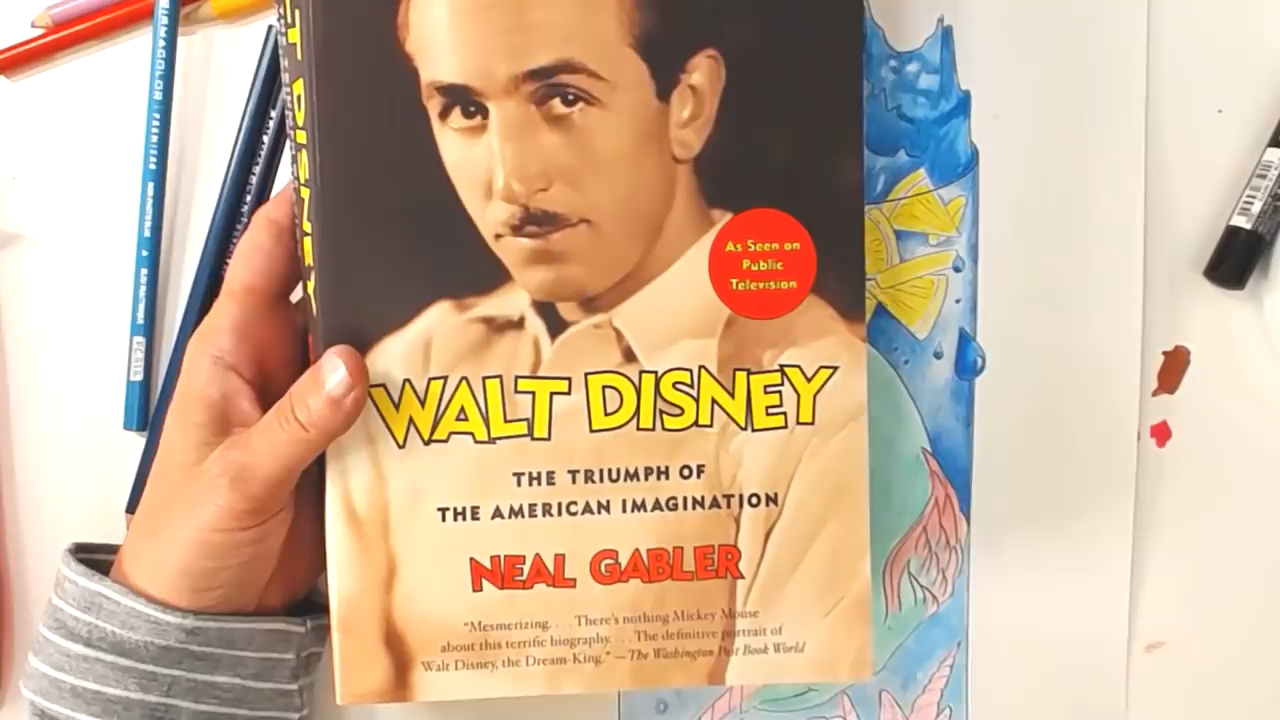 PRISMACOLOR PREMIER
T DISNEY
As Seen on
Public
Television
WALT DISNEY
THE TRIUMPH OF
THE AMERICAN IMAGINATION
NEAL GABLER
"Mesmerizing. . . . There's nothing Mickey Mouse
about this terrific biography. . . . The definitive portrait of
Walt Disney, the Dream-King." —The Washington Post Book World